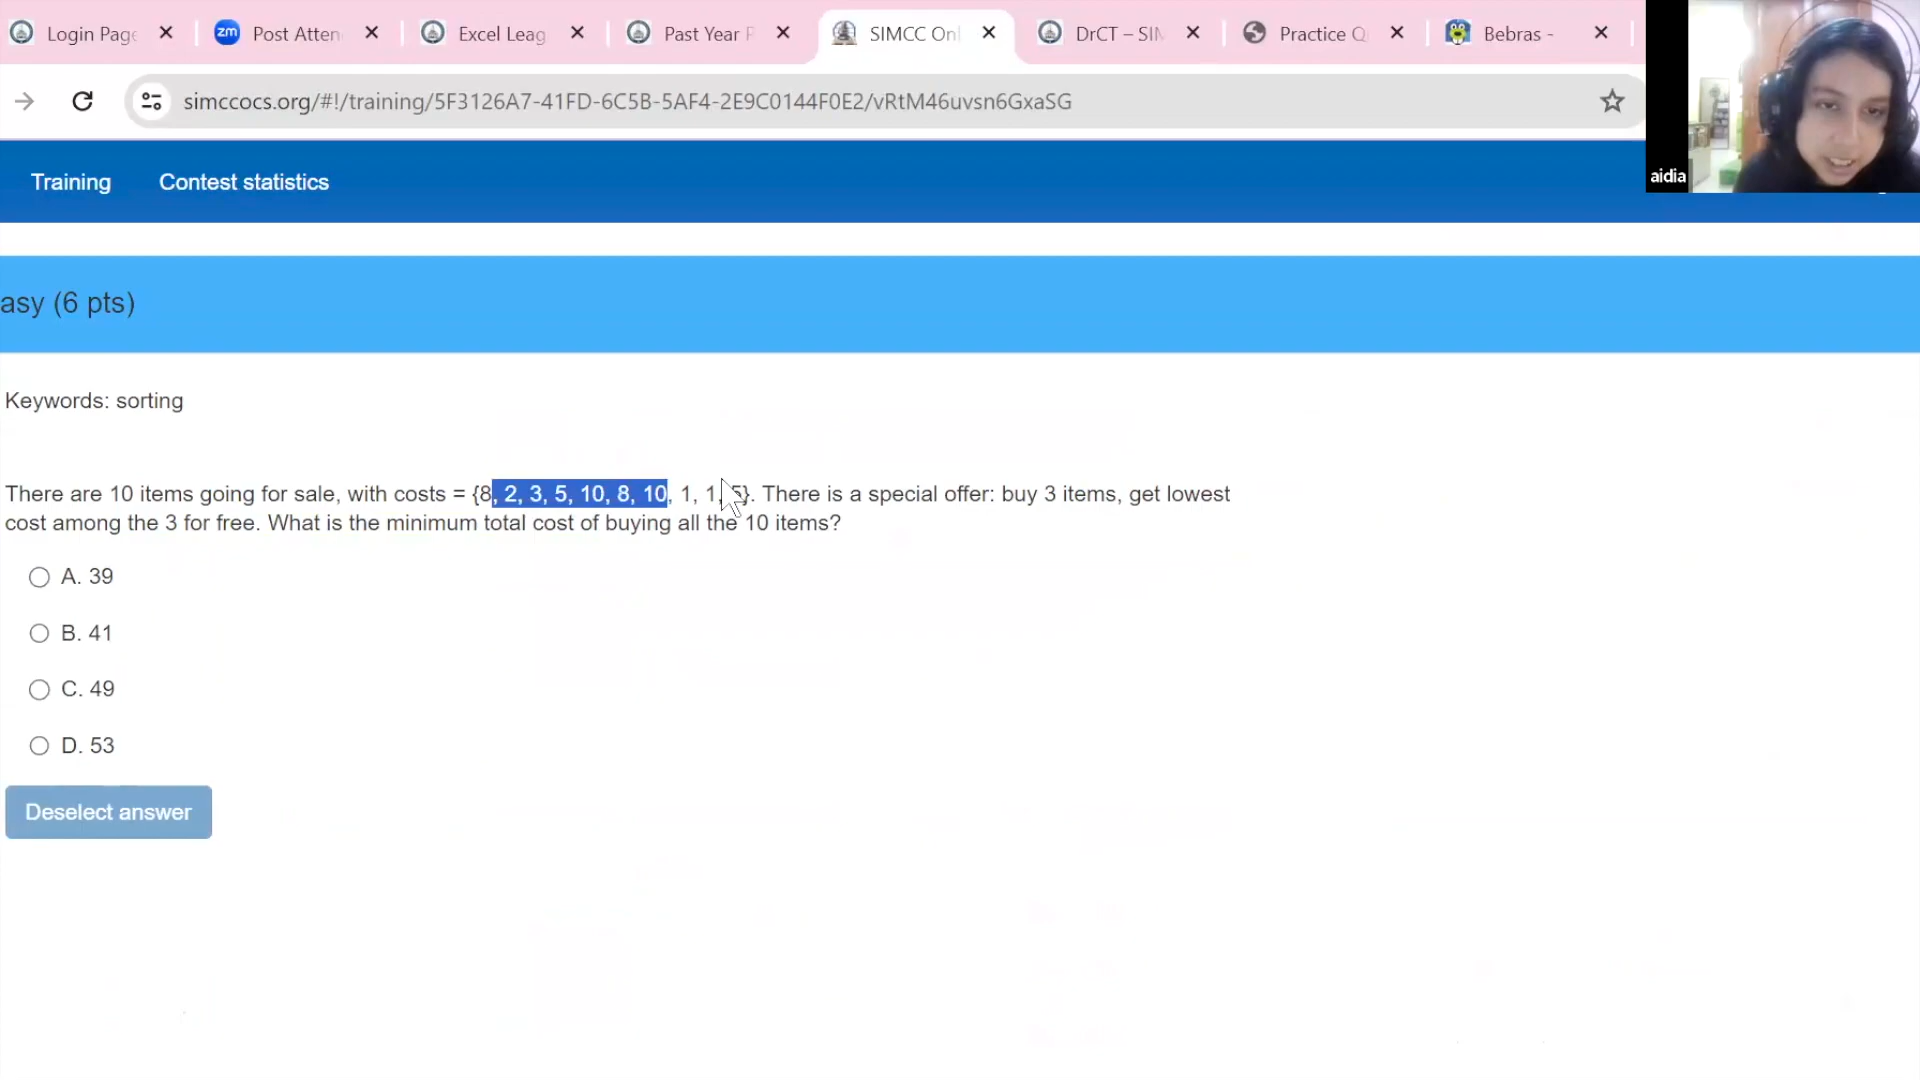 Login Page
Post Atten
Excel Leag
Past Year
SIMCC Onl
DrCT – SIM
Practice Q
Bebras -
simccocs.org/#!/training/5F3126A7-41FD-6C5B-5AF4-2E9C0144F0E2/vRtM46uvsn6GxaSG
aidia
Training
Contest statistics
asy (6 pts)
Keywords: sorting
There are 10 items going for sale, with costs = {8, 2, 3, 5, 10, 8, 10, 1, 1, 5}. There is a special offer: buy 3 items, get lowest
cost among the 3 for free. What is the minimum total cost of buying all the 10 items?
A. 39
B. 41
C. 49
D. 53
Deselect answer